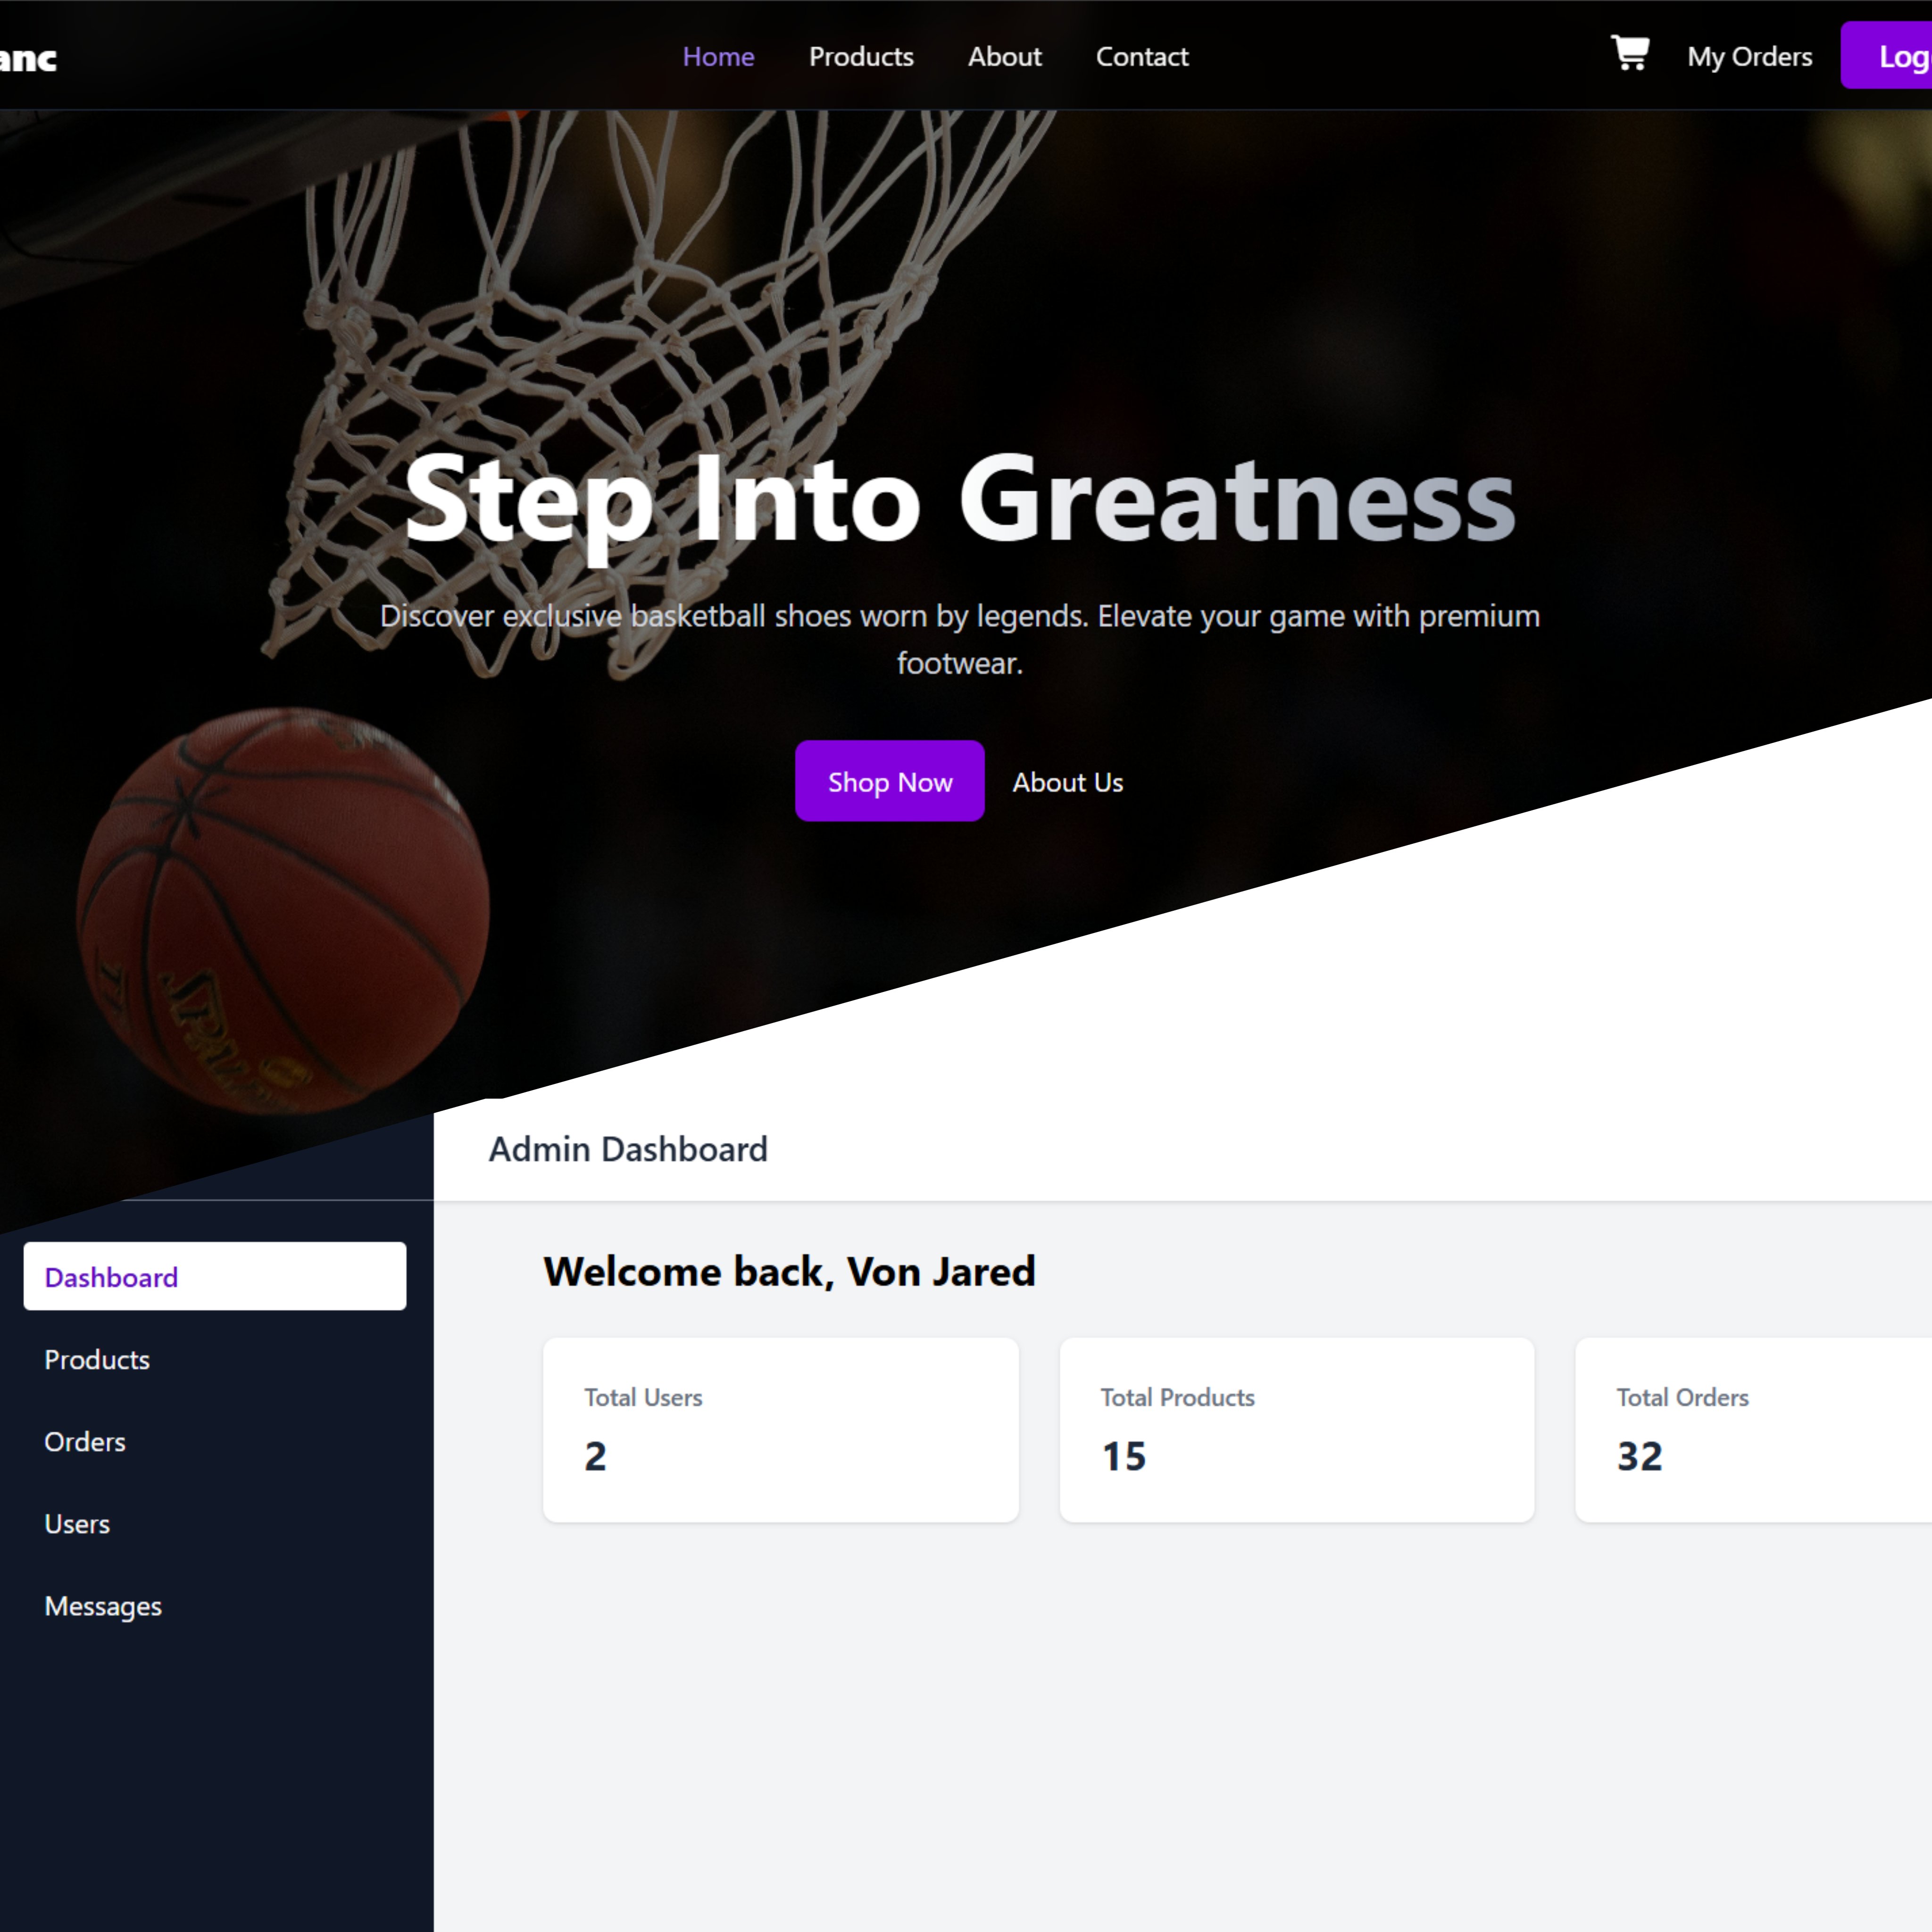 anc
Home
Products
About
Contact
My Orders
Log
Step Into Greatness
Discover exclusive basketball shoes worn by legends. Elevate your game with premium
footwear.
Shop Now
About Us
Admin Dashboard
Dashboard
Products
Orders
Users
Messages
Welcome back, Von Jared
Total Users
2
Total Products
15
Total Orders
32